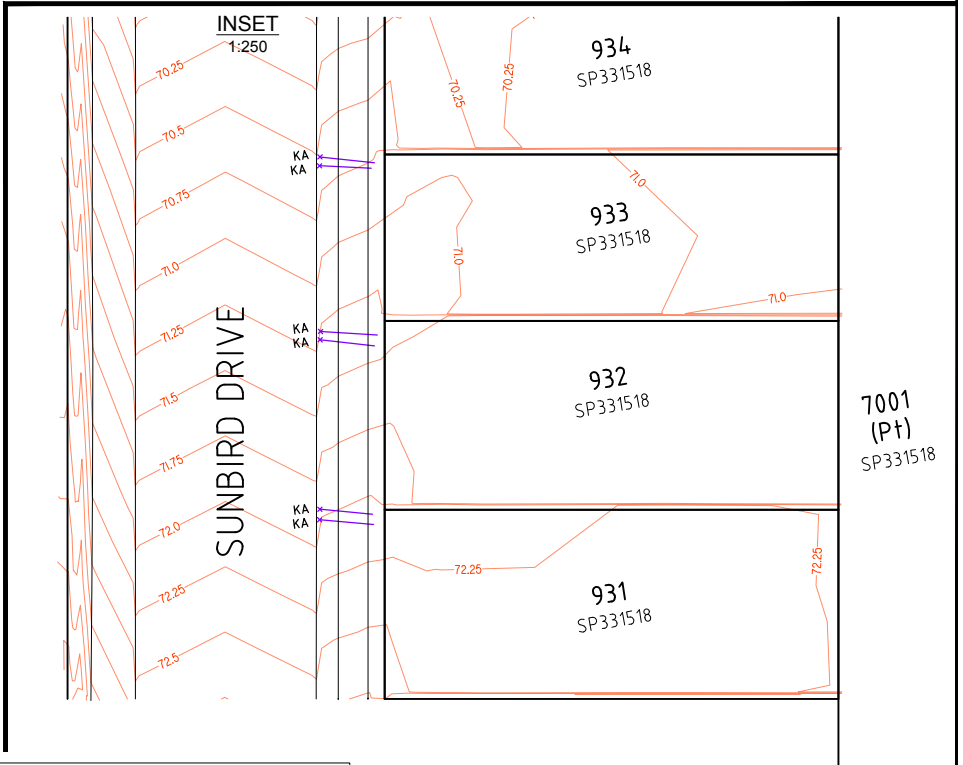 INSET
1:250
934
SP331518
70.25
70.25
70.25
70.5
KA
KA
71.0
70.75
933
SP331518
71.0
71.0
71.0
KA
KA
71.25
SUNBIRD DRIVE
932
SP331518
71.5
7001
(Pt)
SP331518
71.75
KA
KA
72.0
72.25
72.25
72.25
931
SP331518
72.5